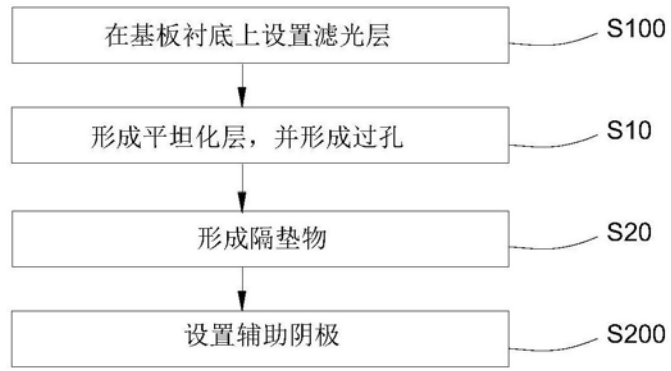 在基板衬底上设置滤光层
S100
形成平坦化层，并形成过孔
S10
形成隔垫物
S20
设置辅助阴极
S200